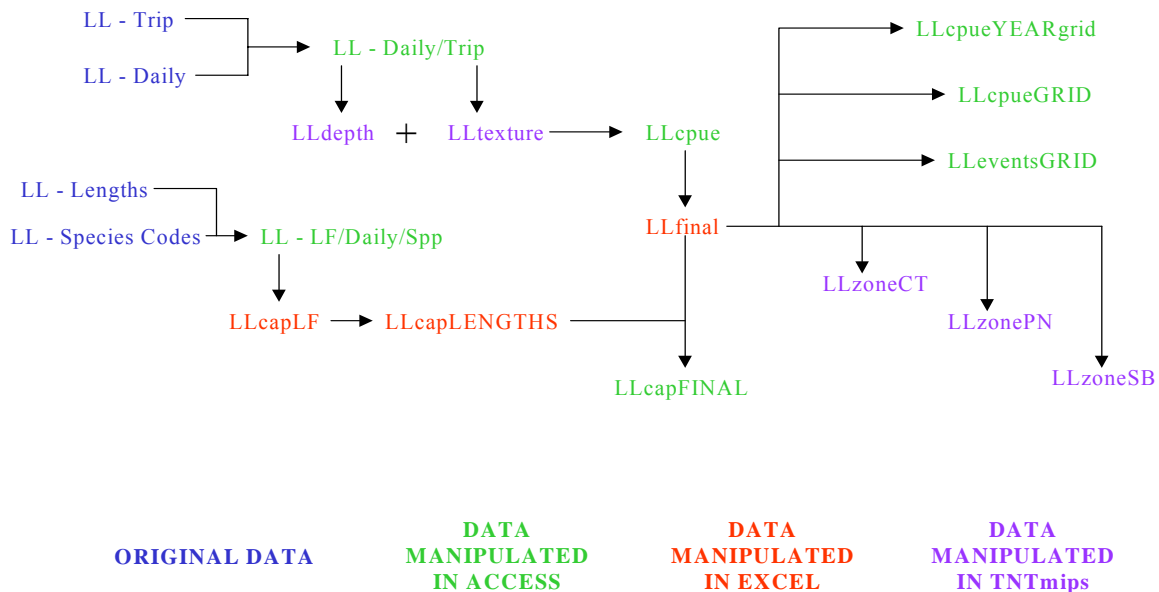 LL - Trip
LL - Daily
LL - Daily/Trip
LLcpueYEARgrid
LLcpueGRID
LLeventsGRID
LLdepth + LLtexture
LLcpue
LL - Lengths
LL - Species Codes
LL - LF/Daily/Spp
LLfinal
LLzoneCT
LLcapLF
LLcapLENGTHS
LLzonePN
LLzoneSB
LLcapFINAL
ORIGINAL DATA
DATA
MANIPULATED
IN ACCESS
DATA
MANIPULATED
IN EXCEL
DATA
MANIPULATED
IN TNTmips